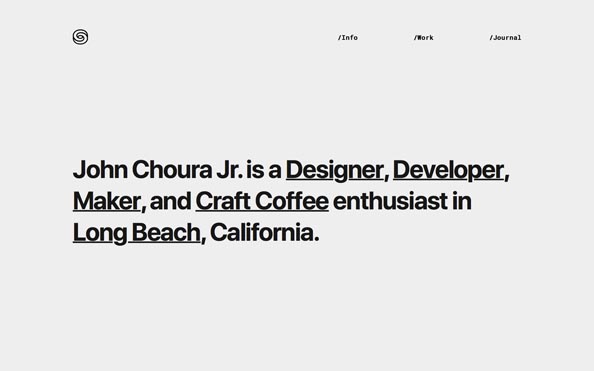 /Info
/Work
/Journal
John Choura Jr. is a Designer, Developer,
Maker, and Craft Coffee enthusiast in
Long Beach, California.